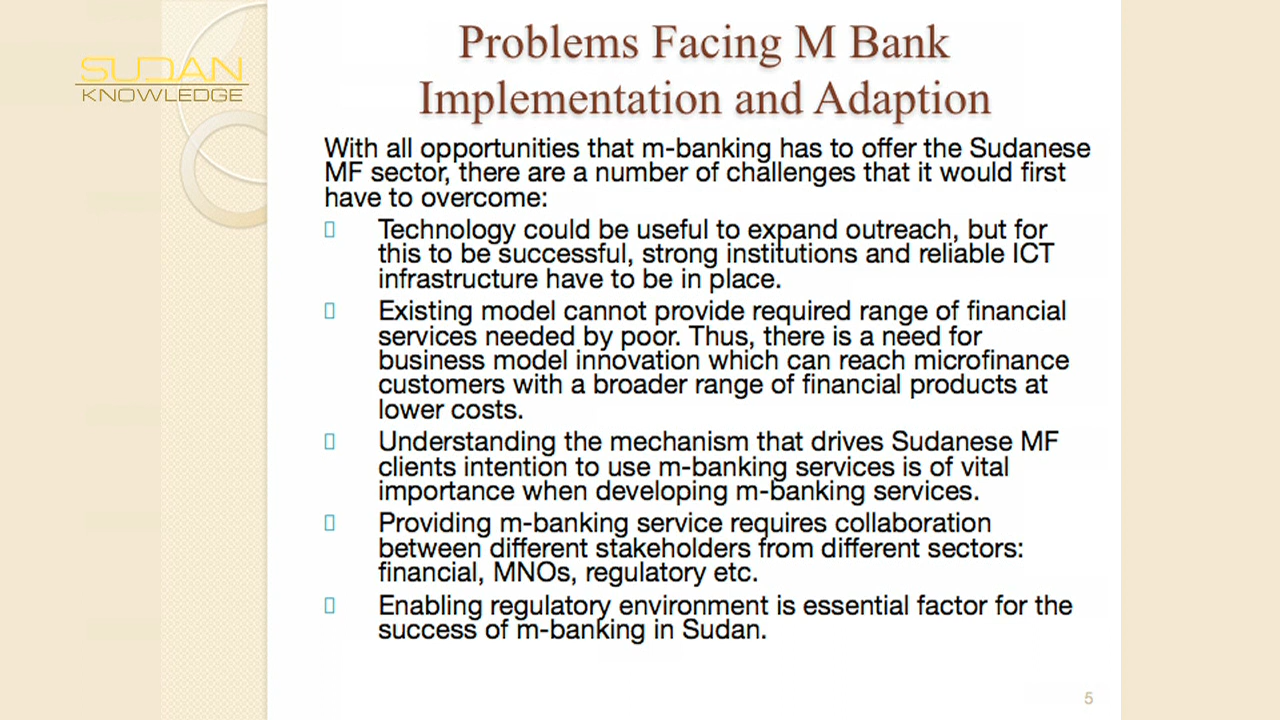 SUDAN
KNOWLEDGE
Problems Facing M Bank
Implementation and Adaption
With all opportunities that m-banking has to offer the Sudanese
MF sector, there are a number of challenges that it would first
have to overcome:
Technology could be useful to expand outreach, but for
this to be successful, strong institutions and reliable ICT
infrastructure have to be in place.
Existing model cannot provide required range of financial
services needed by poor. Thus, there is a need for
business model innovation which can reach microfinance
customers with a broader range of financial products at
lower costs.
Understanding the mechanism that drives Sudanese MF
clients intention to use m-banking services is of vital
importance when developing m-banking services.
Providing m-banking service requires collaboration
between different stakeholders from different sectors:
financial, MNOs, regulatory etc.
Enabling regulatory environment is essential factor for the
success of m-banking in Sudan.
5